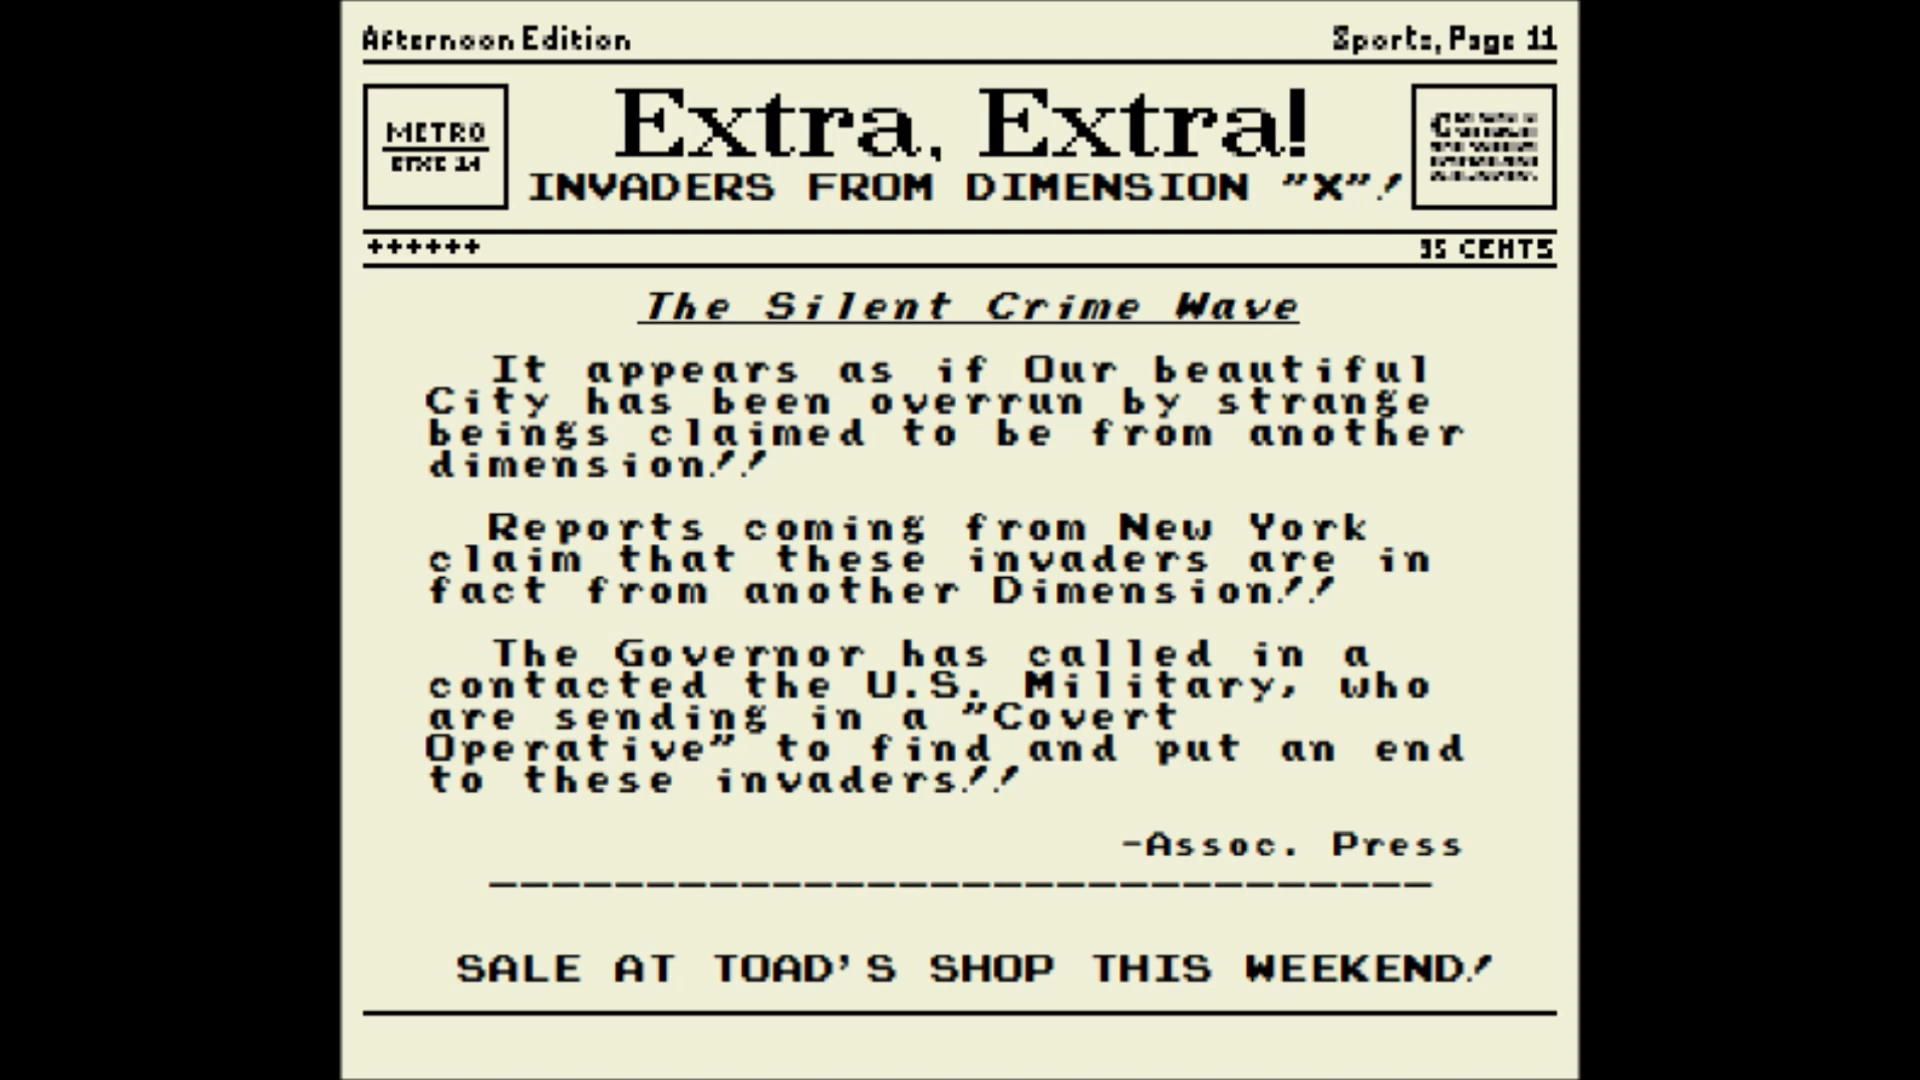 Afternoon Edition
Sports, Page 11
METRO
Extra, Extra!
INVADERS FROM DIMENSION "X"!
++++++
35 CENTS
The Silent Crime Wave
It appears as if Our beautiful
City has been overrun by strange
beings claimed to be from another
dimension!!
Reports coming from New York
claim that these invaders are in
fact from another Dimension!!
The Governor has called in a
contacted the U.S. Military, who
are sending in a "Covert
Operative" to find and put an end
to these invaders!!
-Assoc. Press
------------------------------
SALE AT TOAD'S SHOP THIS WEEKEND!